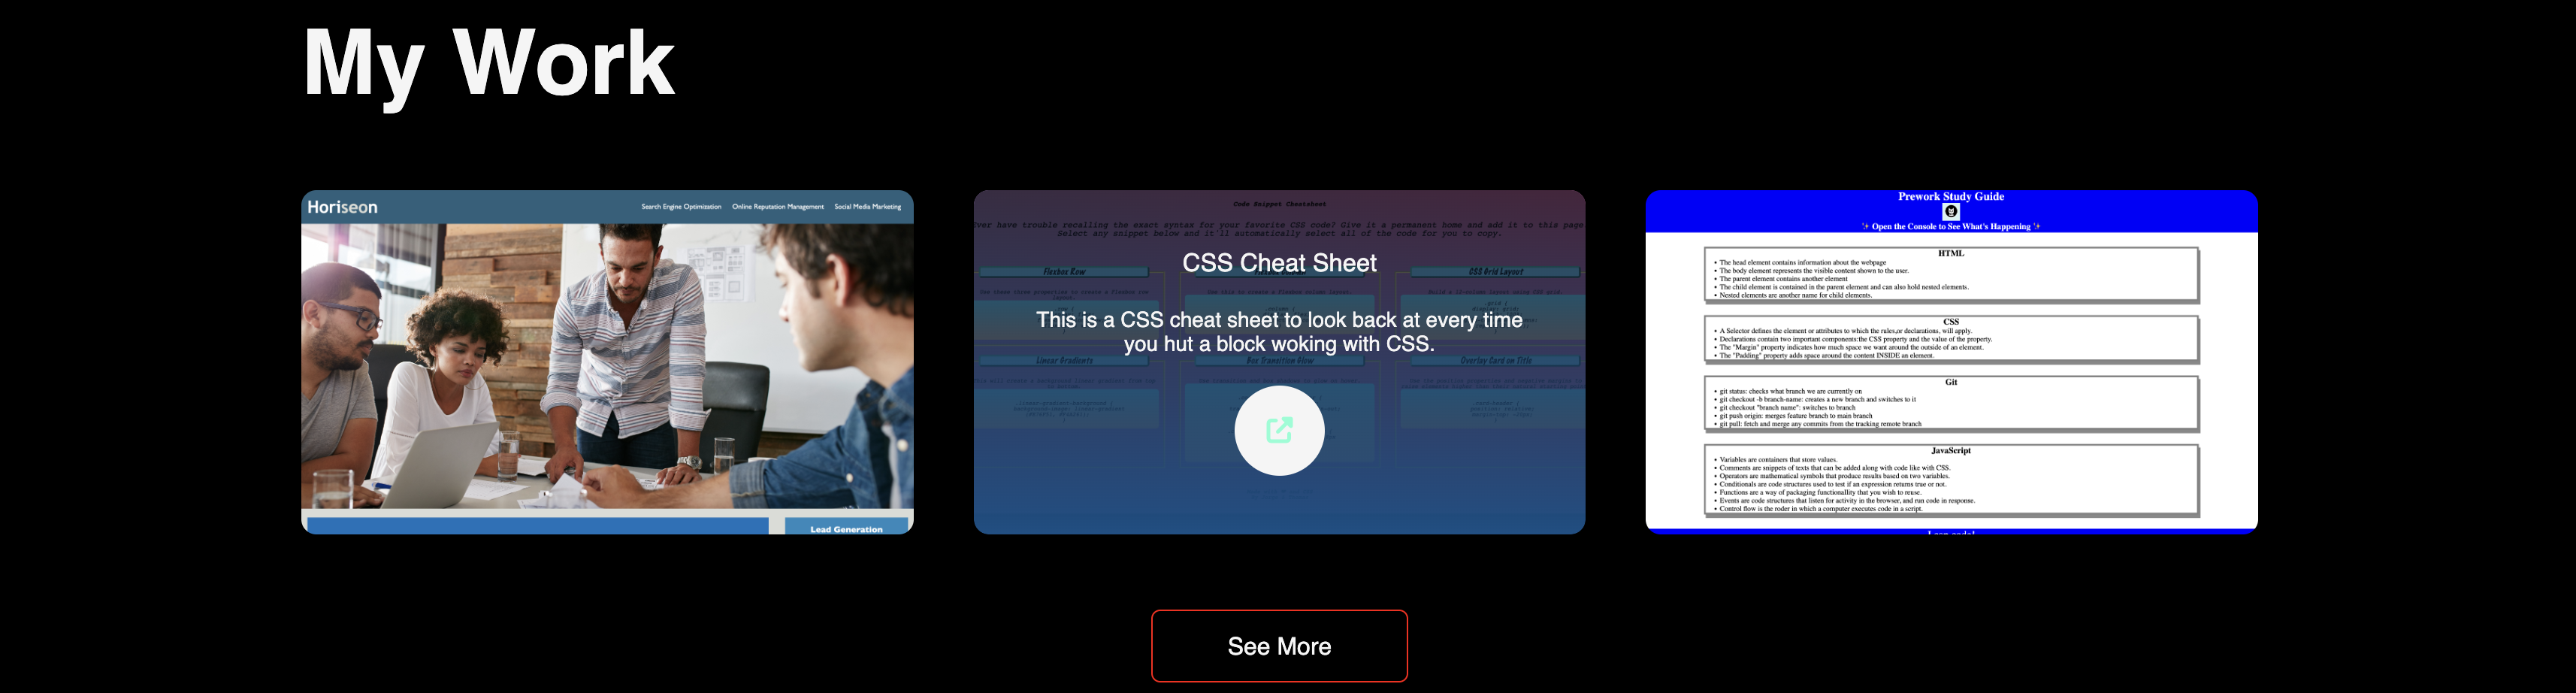 My Work
Horiseon
Search Engine Optimization Online Reputation Management Social Media Marketing
Lead Generation
Code Snippet Cheatsheet
ver have trouble recalling the exact syntax for your favorite CSS code? Give it a permanent home and add it to this page
Select any snippet below and it'll automatically select all of the code for you to copy.
CSS Cheat Sheet
Flexbox Row
CSS Grid Layout
This is a CSS cheat sheet to look back at every time
you hut a block woking with CSS.
Linear Gradients
Box Transition Glow
Overlay Card on Title
Prework Study Guide
✨ Open the Console to See What's Happening ✨
HTML
• The head element contains information about the webpage
• The body element represents the visible content shown to the user.
• The parent element contains another element
• The child element is contained in the parent element and can also hold nested elements.
• Nested elements are another name for child elements.
CSS
• A Selector defines the element or attributes to which the rules,or declarations, will apply.
• Declarations contain two important components:the CSS property and the value of the property.
• The "Margin" property indicates how much space we want around the outside of an element.
• The "Padding" property adds space around the content INSIDE an element.
Git
• git status: checks what branch we are currently on
• git checkout -b branch-name: creates a new branch and switches to it
• git checkout "branch name": switches to branch
• git push origin: merges feature branch to main branch
• git pull: fetch and merge any commits from the tracking remote branch
JavaScript
• Variables are containers that store values.
• Comments are snippets of texts that can be added along with code like with CSS.
• Operators are mathematical symbols that produce results based on two variables.
• Conditionals are code structures used to test if an expression returns true or not.
• Functions are a way of packaging functionallity that you wish to reuse.
• Events are code structures that listen for activity in the browser, and run code in response.
• Control flow is the roder in which a computer executes code in a script.
See More